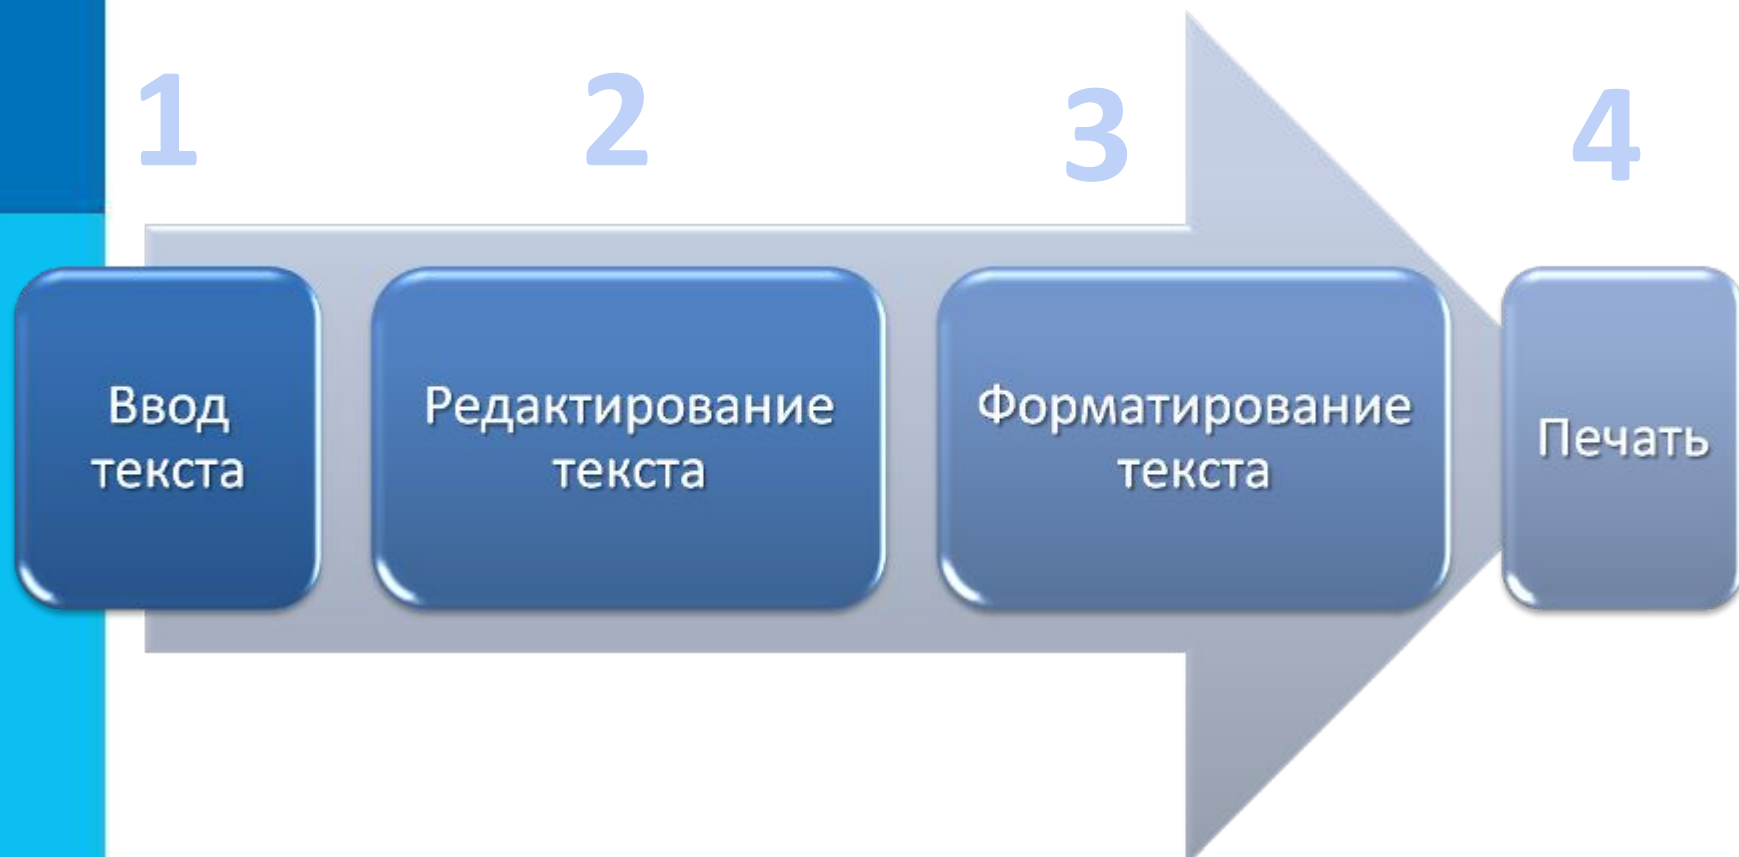 1
2
3
4
Ввод
текста
Редактирование
текста
Форматирование
текста
Печать